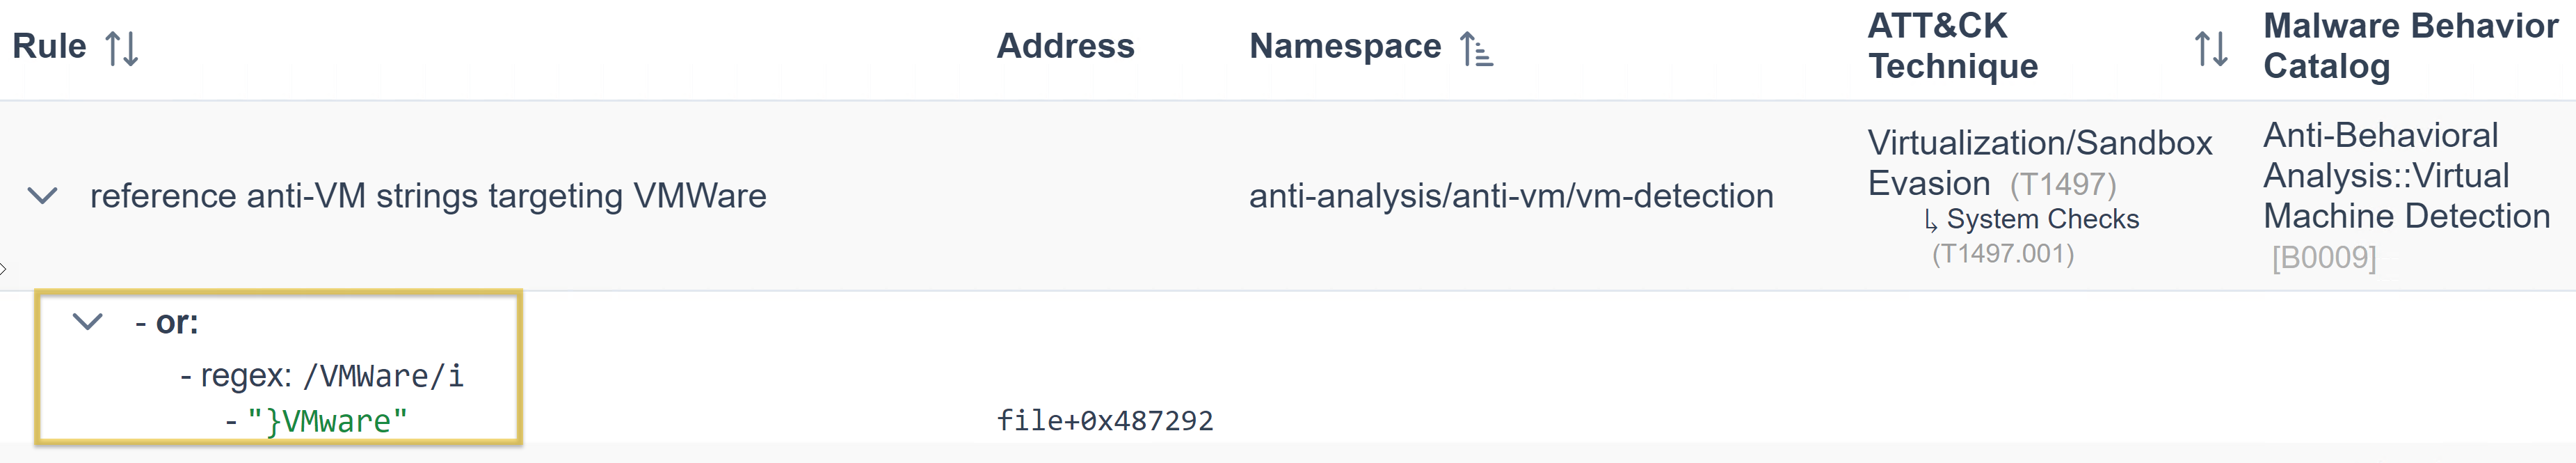 Rule
Address
Namespace
ATT&CK
Technique
Malware Behavior
Catalog
reference anti-VM strings targeting VMWare
anti-analysis/anti-vm/vm-detection
Virtualization/Sandbox
Evasion (T1497)
↳ System Checks
(T1497.001)
Anti-Behavioral
Analysis::Virtual
Machine Detection
[B0009]
- or:
- regex: /VMWare/i
- "}VMware"
file+0x487292